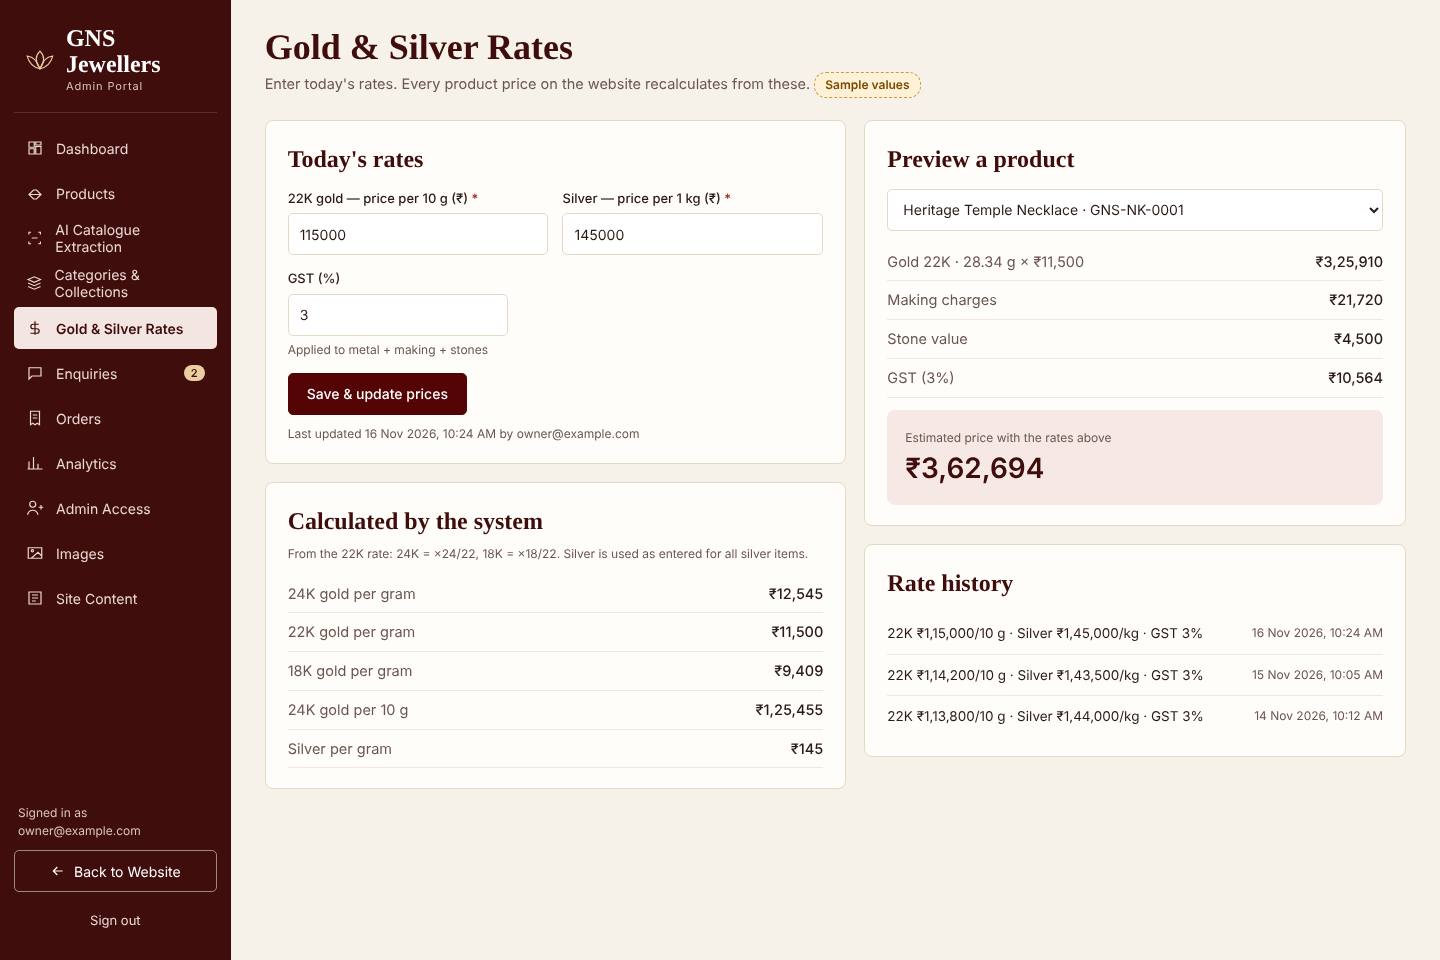 GNS
Jewellers
Admin Portal
Dashboard
Products
AI Catalogue
Extraction
Categories &
Collections
Gold & Silver Rates
Enquiries 2
Orders
Analytics
Admin Access
Images
Site Content
Signed in as
owner@example.com
Back to Website
Sign out
Gold & Silver Rates
Enter today's rates. Every product price on the website recalculates from these. Sample values
Today's rates
22K gold — price per 10 g (₹) *
115000
Silver — price per 1 kg (₹) *
145000
GST (%)
3
Applied to metal + making + stones
Save & update prices
Last updated 16 Nov 2026, 10:24 AM by owner@example.com
Calculated by the system
From the 22K rate: 24K = ×24/22, 18K = ×18/22. Silver is used as entered for all silver items.
24K gold per gram ₹12,545
22K gold per gram ₹11,500
18K gold per gram ₹9,409
24K gold per 10 g ₹1,25,455
Silver per gram ₹145
Preview a product
Heritage Temple Necklace · GNS-NK-0001
Gold 22K · 28.34 g × ₹11,500 ₹3,25,910
Making charges ₹21,720
Stone value ₹4,500
GST (3%) ₹10,564
Estimated price with the rates above
₹3,62,694
Rate history
22K ₹1,15,000/10 g · Silver ₹1,45,000/kg · GST 3% 16 Nov 2026, 10:24 AM
22K ₹1,14,200/10 g · Silver ₹1,43,500/kg · GST 3% 15 Nov 2026, 10:05 AM
22K ₹1,13,800/10 g · Silver ₹1,44,000/kg · GST 3% 14 Nov 2026, 10:12 AM